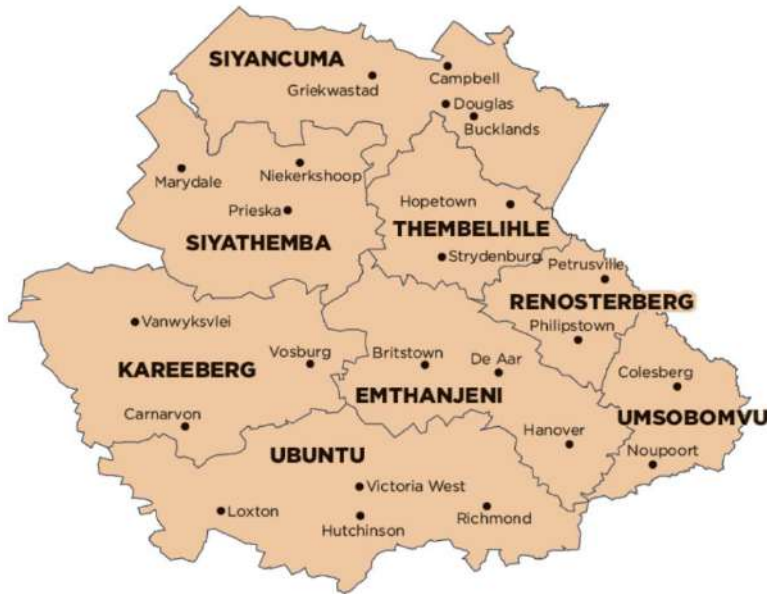 SIYANCUMA
Campbell
Griekwastad
Douglas
Bucklands
Marydale
Niekerkshoop
Prieska
SIYATHEMBA
Hopetown
THEMBELIHLE
Strydenburg
Petrusville
RENOSTERBERG
Philipstown
Vanwyksvlei
Vosburg
KAREEBERG
Carnarvon
Britstown
De Aar
EMTHANJENI
Hanover
Colesberg
UMSOBOMVU
Noupoort
UBUNTU
Victoria West
Loxton
Hutchinson
Richmond